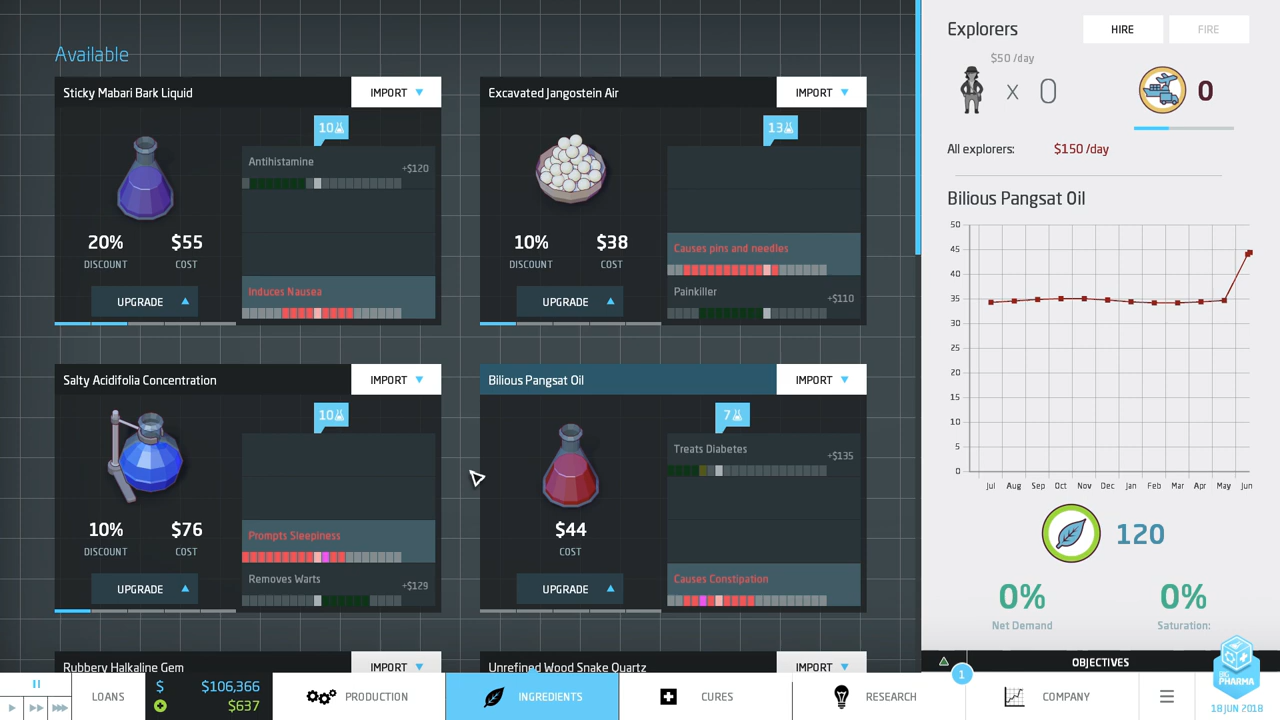 Available
Sticky Mabari Bark Liquid
IMPORT
10
Antihistamine
+$120
20%
$55
DISCOUNT
COST
Induces Nausea
UPGRADE
Excavated Jangostein Air
IMPORT
13
10%
$38
DISCOUNT
COST
Causes pins and needles
Painkiller
+$110
UPGRADE
Salty Acidifolia Concentration
IMPORT
10
10%
$76
DISCOUNT
COST
Prompts Sleepiness
Removes Warts
+$129
UPGRADE
Bilious Pangsat Oil
IMPORT
7
Treats Diabetes
+$135
$44
COST
Causes Constipation
UPGRADE
Rubbery Halkaline Gem
IMPORT
Unrefined Wood Snake Quartz
IMPORT
Explorers
HIRE
FIRE
$50 /day
X 0
0
All explorers: $150 /day
Bilious Pangsat Oil
50
45
40
35
30
25
20
15
10
5
0
Jul Aug Sep Oct Nov Dec Jan Feb Mar Apr May Jun
120
0%
0%
Net Demand
Saturation:
OBJECTIVES
1
LOANS
$ $106,366
$637
PRODUCTION
INGREDIENTS
CURES
RESEARCH
COMPANY
BIG
PHARMA
18 JUN 2018